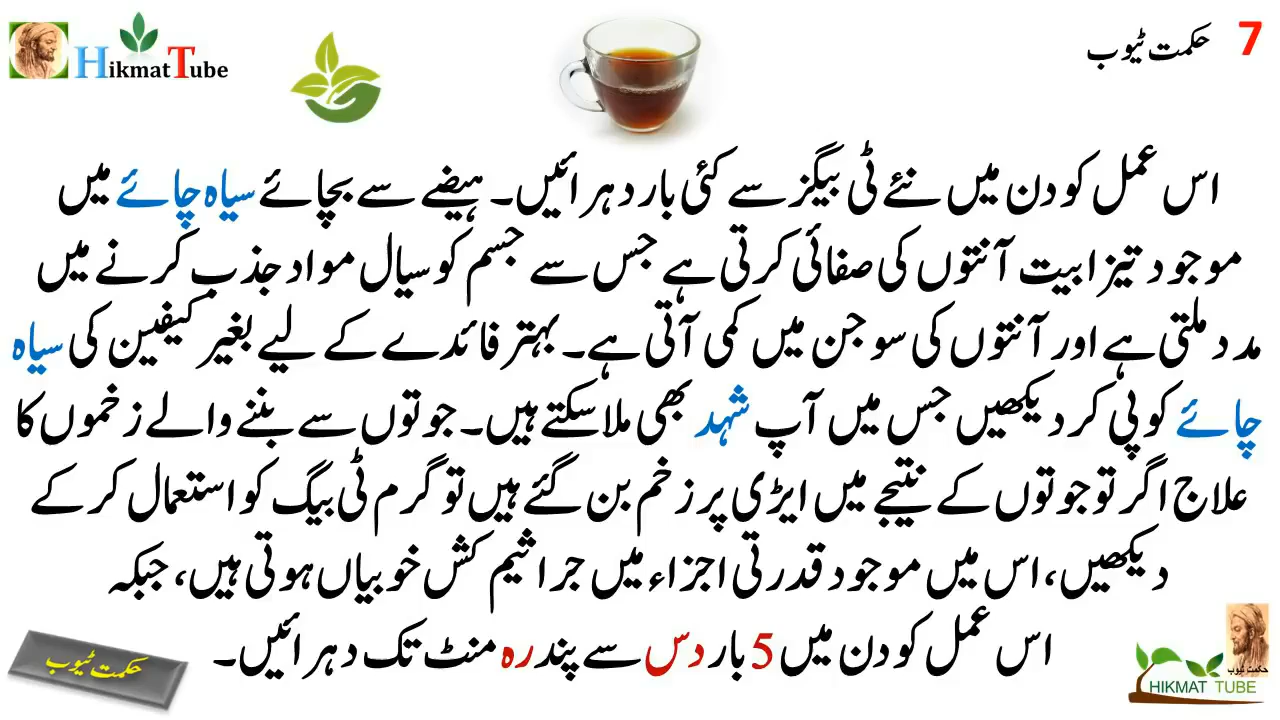 HikmatTube
7 حکمت ٹیوب
اس عمل کو دن میں نئے ٹی بیگز سے کئی بار دہرائیں۔ ہیضے سے بچائے سیاہ چائے میں
موجود تیزابیت آنتوں کی صفائی کرتی ہے جس سے جسم کو سیال مواد جذب کرنے میں
مدد ملتی ہے اور آنتوں کی سوجن میں کمی آتی ہے۔ بہتر فائدے کے لیے بغیر کیفین کی سیاہ
چائے کو پی کر دیکھیں جس میں آپ شہد بھی ملا سکتے ہیں۔ جوتوں سے بننے والے زخموں کا
علاج اگر تو جوتوں کے نتیجے میں ایڑی پر زخم بن گئے ہیں تو گرم ٹی بیگ کو استعمال کر کے
دیکھیں، اس میں موجود قدرتی اجزاء میں جراثیم کش خوبیاں ہوتی ہیں، جبکہ
اس عمل کو دن میں 5 بار دس سے پندرہ منٹ تک دہرائیں۔
حکمت ٹیوب
حکمت ٹیوب
HIKMAT TUBE